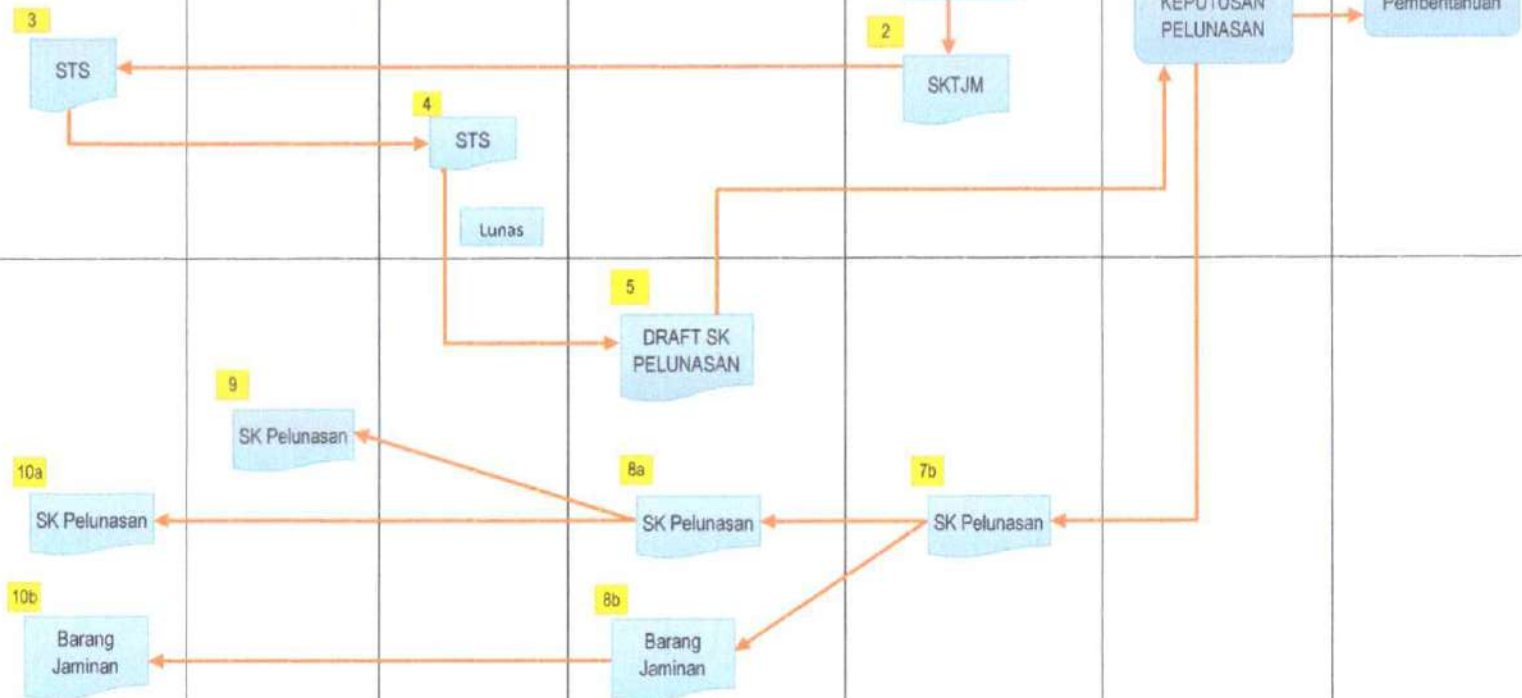 KEPUTUSAN
PELUNASAN
Pemberitahuan
3
2
STS
SKTJM
4
STS
Lunas
5
DRAFT SK
PELUNASAN
9
SK Pelunasan
10a
8a
7b
SK Pelunasan
SK Pelunasan
SK Pelunasan
10b
8b
Barang
Jaminan
Barang
Jaminan